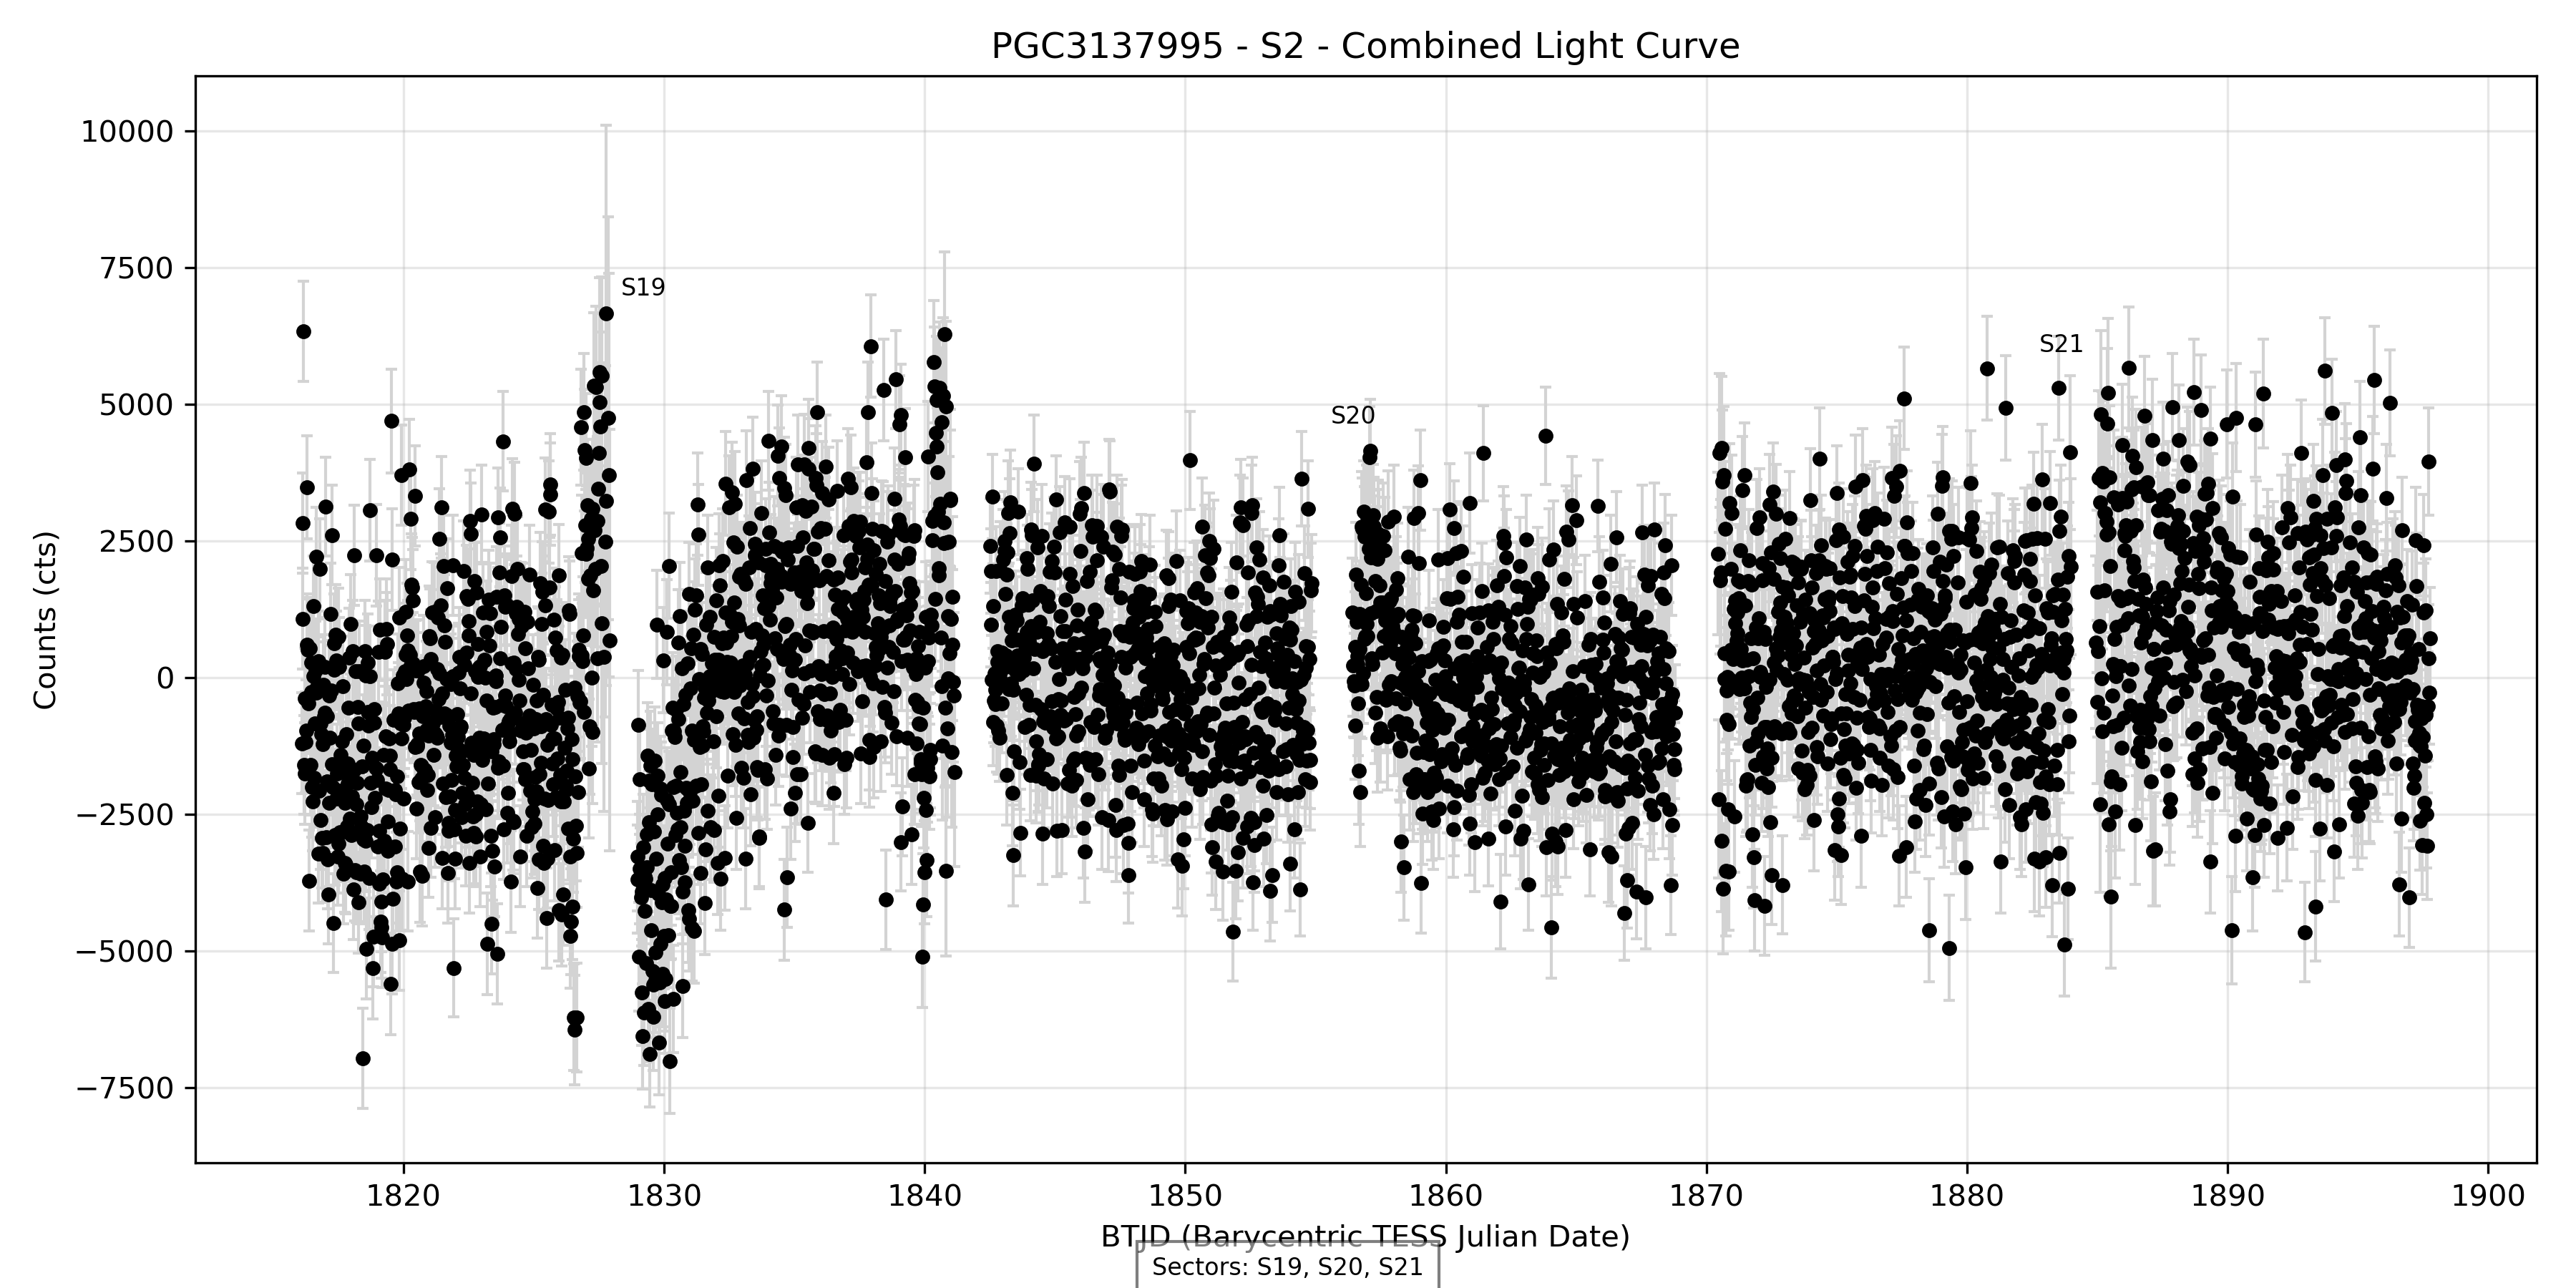 PGC3137995 - S2 - Combined Light Curve
10000
7500
5000
2500
0
−2500
−5000
−7500
Counts (cts)
S19
S20
S21
1820
1830
1840
1850
1860
1870
1880
1890
1900
BTJD (Barycentric TESS Julian Date)
Sectors: S19, S20, S21